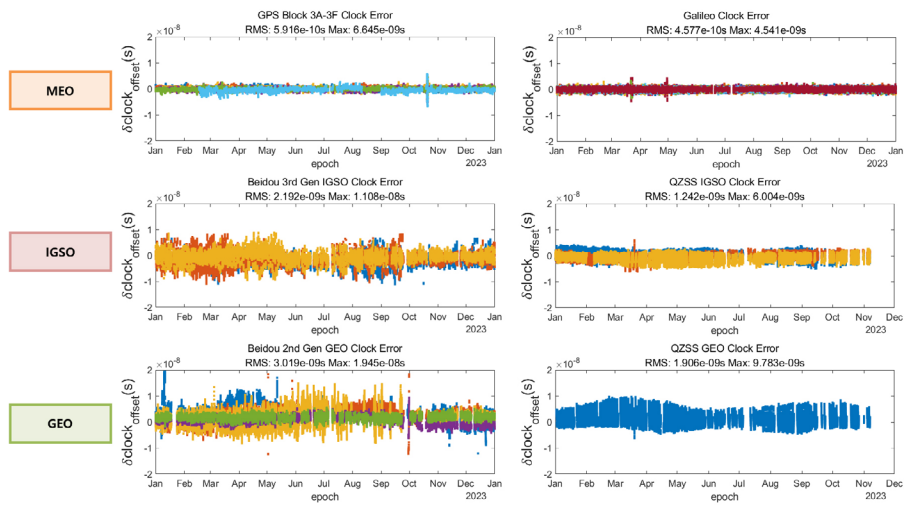 MEO
GPS Block 3A-3F Clock Error
RMS: 5.916e-10s Max: 6.645e-09s
×10⁻⁸
δclock_offset(s)
2
1
0
-1
-2
Jan Feb Mar Apr May Jun Jul Aug Sep Oct Nov Dec Jan
epoch
2023
Galileo Clock Error
RMS: 4.577e-10s Max: 4.541e-09s
×10⁻⁸
δclock_offset(s)
2
1
0
-1
-2
Jan Feb Mar Apr May Jun Jul Aug Sep Oct Nov Dec Jan
epoch
2023
IGSO
Beidou 3rd Gen IGSO Clock Error
RMS: 2.192e-09s Max: 1.108e-08s
×10⁻⁸
δclock_offset(s)
2
1
0
-1
-2
Jan Feb Mar Apr May Jun Jul Aug Sep Oct Nov Dec Jan
epoch
2023
QZSS IGSO Clock Error
RMS: 1.242e-09s Max: 6.004e-09s
×10⁻⁸
δclock_offset(s)
2
1
0
-1
-2
Jan Feb Mar Apr May Jun Jul Aug Sep Oct Nov Dec
epoch
2023
GEO
Beidou 2nd Gen GEO Clock Error
RMS: 3.019e-09s Max: 1.945e-08s
×10⁻⁸
δclock_offset(s)
2
1
0
-1
-2
Jan Feb Mar Apr May Jun Jul Aug Sep Oct Nov Dec Jan
epoch
2023
QZSS GEO Clock Error
RMS: 1.906e-09s Max: 9.783e-09s
×10⁻⁸
δclock_offset(s)
2
1
0
-1
-2
Jan Feb Mar Apr May Jun Jul Aug Sep Oct Nov Dec
epoch
2023